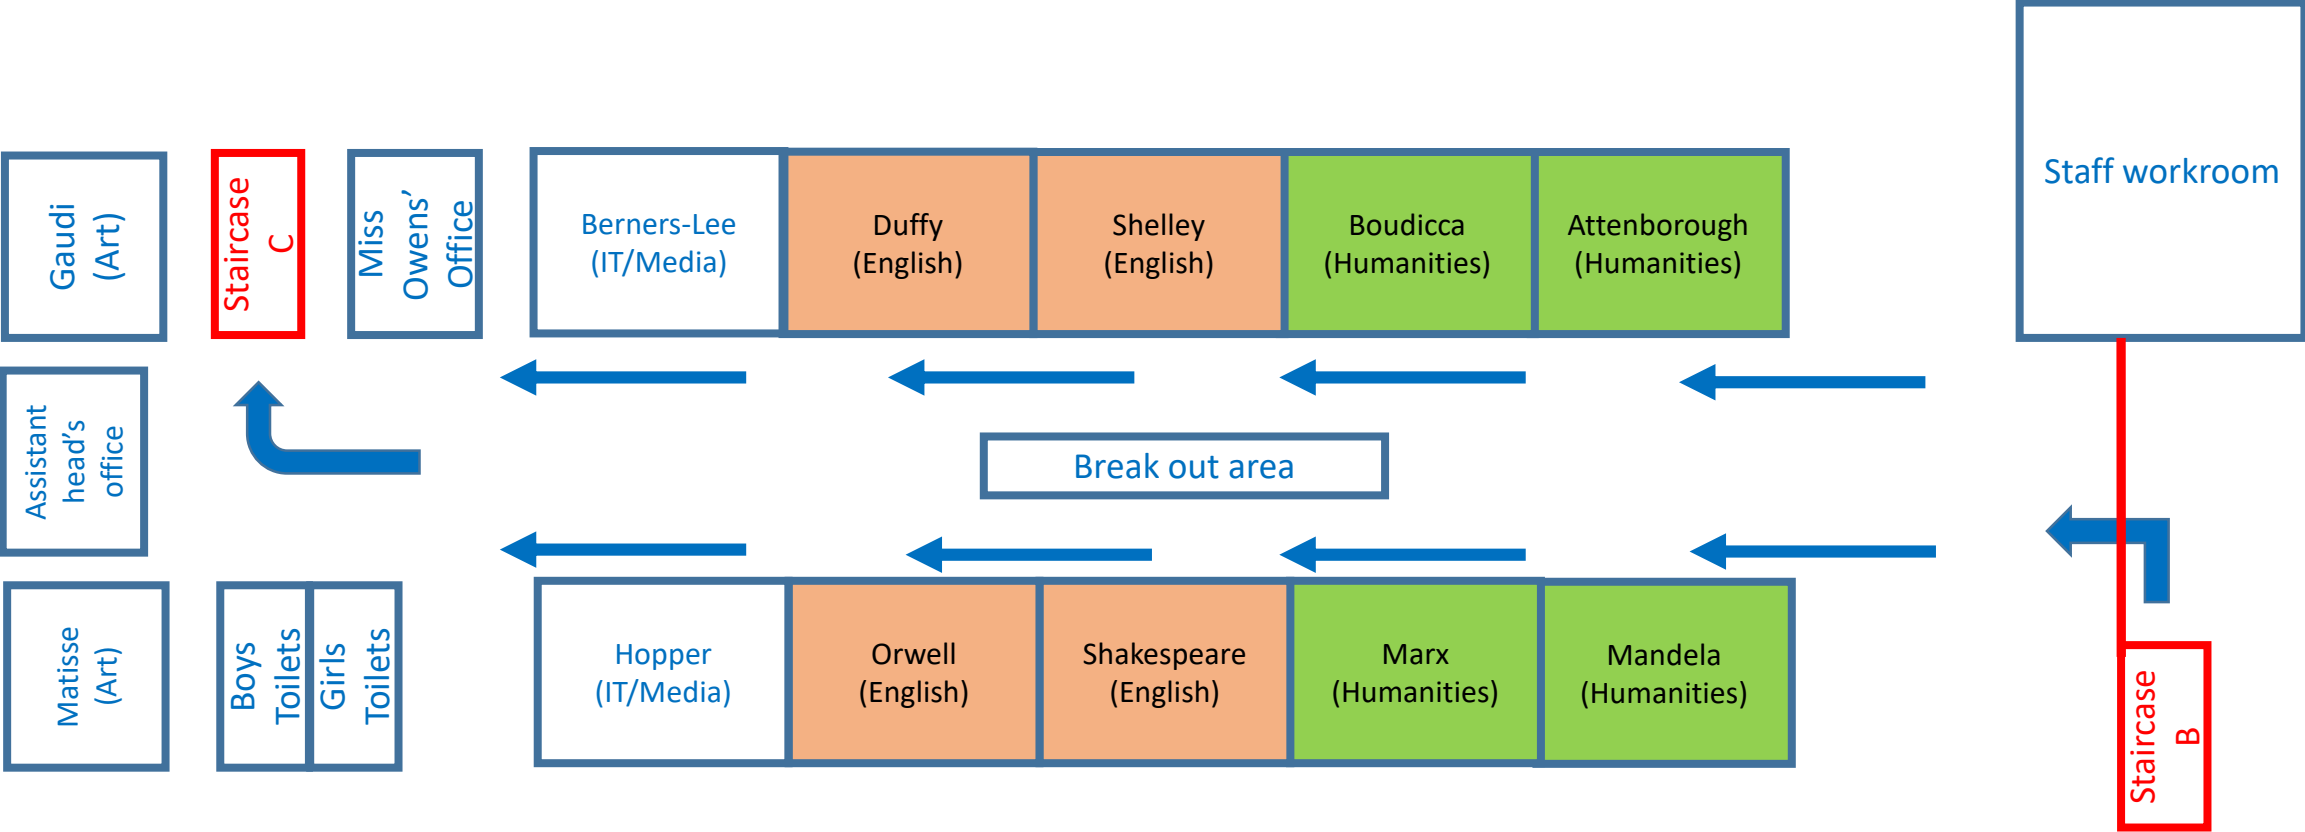 Staff workroom
Gaudi
(Art)
Staircase
C
Miss
Owens’
Office
Berners-Lee
(IT/Media)
Duffy
(English)
Shelley
(English)
Boudicca
(Humanities)
Attenborough
(Humanities)
Assistant
head’s
office
Break out area
Matisse
(Art)
Boys
Toilets
Girls
Toilets
Hopper
(IT/Media)
Orwell
(English)
Shakespeare
(English)
Marx
(Humanities)
Mandela
(Humanities)
Staircase
B